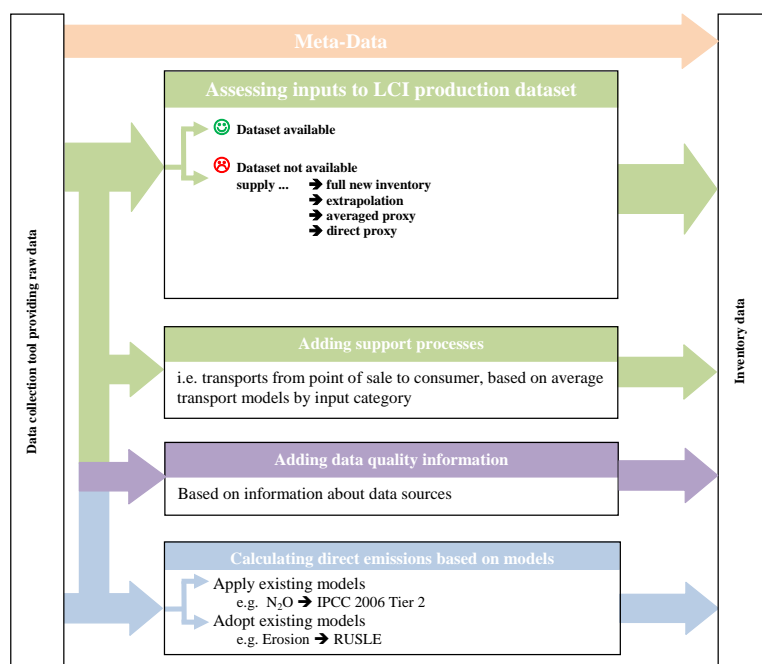 Meta-Data
Assessing inputs to LCI production dataset
Dataset available
Dataset not available
supply ... ➔ full new inventory
➔ extrapolation
➔ averaged proxy
➔ direct proxy
Data collection tool providing raw data
Inventory data
Adding support processes
i.e. transports from point of sale to consumer, based on average
transport models by input category
Adding data quality information
Based on information about data sources
Calculating direct emissions based on models
Apply existing models
e.g. N₂O ➔ IPCC 2006 Tier 2
Adopt existing models
e.g. Erosion ➔ RUSLE